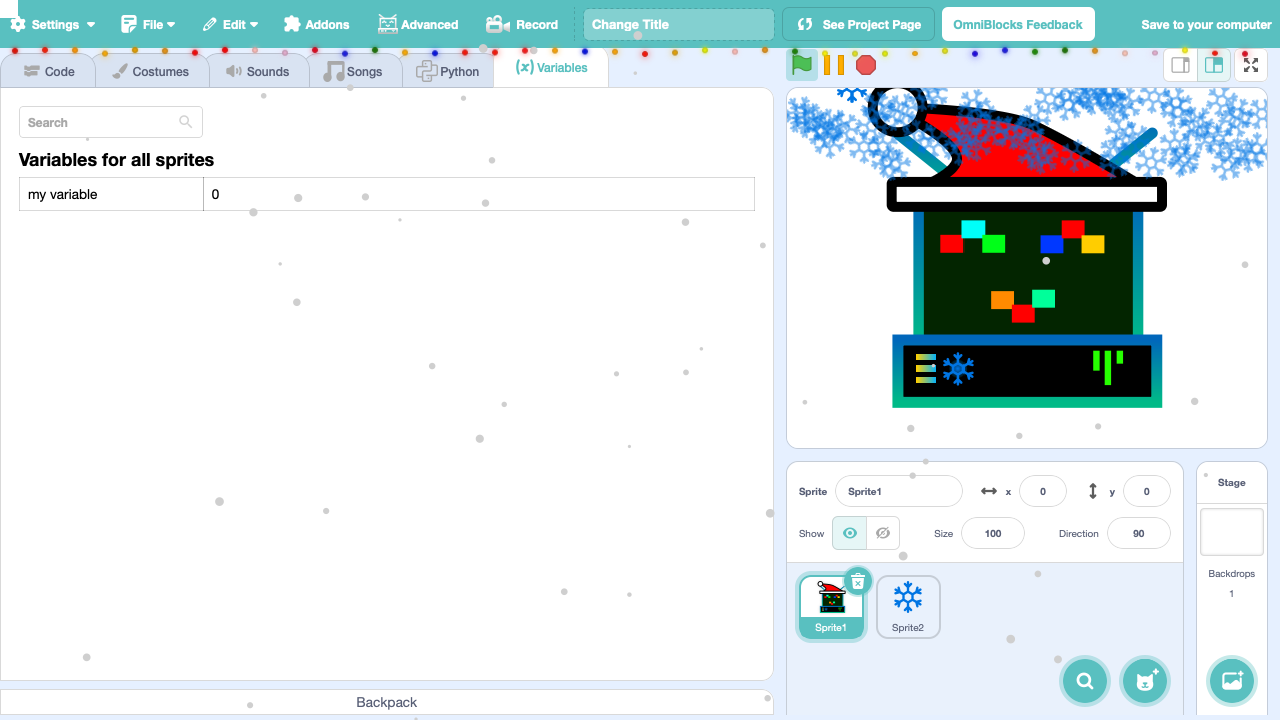 Settings File Edit Addons Advanced Record Change Title See Project Page OmniBlocks Feedback Save to your computer
Code Costumes Sounds Songs Python (x) Variables
Search
Variables for all sprites
my variable 0
Backpack
Sprite Sprite1 x 0 y 0
Show Size 100 Direction 90
Sprite1 Sprite2
Stage
Backdrops
1